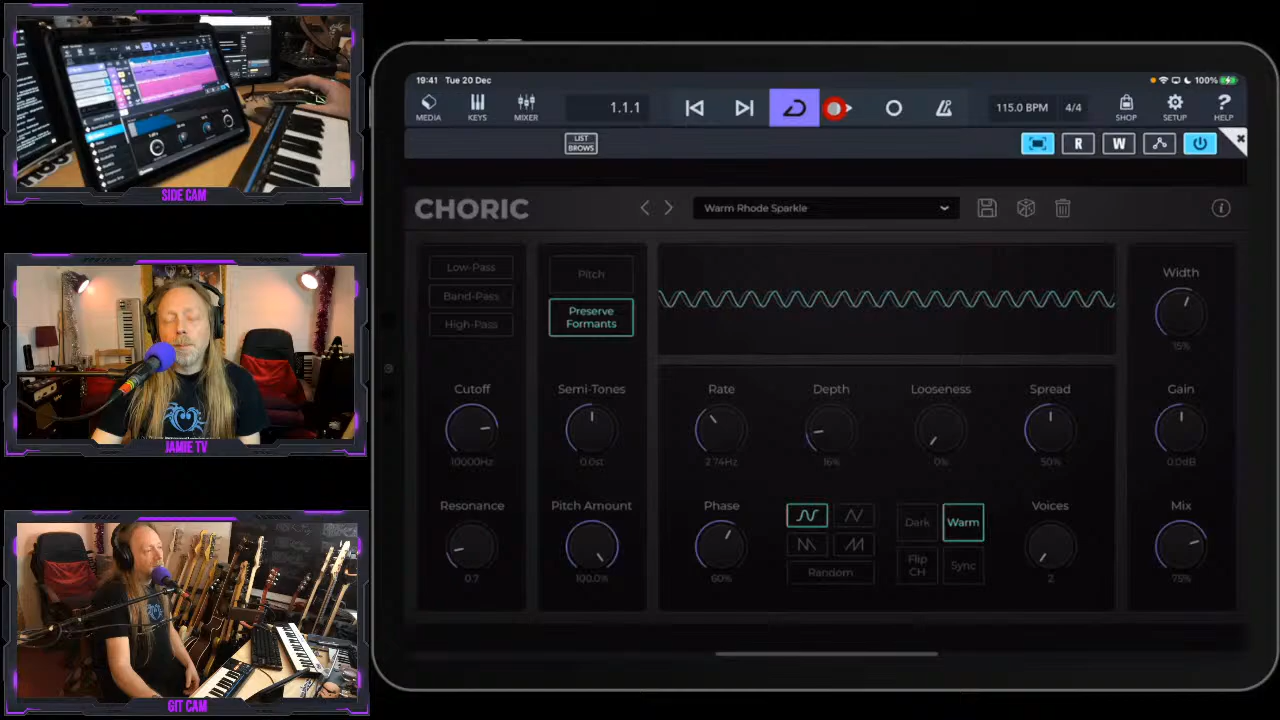 SIDE CAM
JAMIE TV
GIT CAM
19:41 Tue 20 Dec
100%
MEDIA
KEYS
MIXER
1.1.1
115.0 BPM
4/4
SHOP
SETUP
HELP
LIST
BROWS
R
W
CHORIC
Warm Rhode Sparkle
Low-Pass
Band-Pass
High-Pass
Pitch
Preserve
Formants
Width
15%
Cutoff
Semi-Tones
Rate
Depth
Looseness
Spread
Gain
10000Hz
0.0st
2.74Hz
16%
0%
50%
0.0dB
Resonance
Pitch Amount
Phase
Dark
Warm
Voices
Mix
Flip
CH
Sync
Random
0.7
100.0%
60%
2
75%